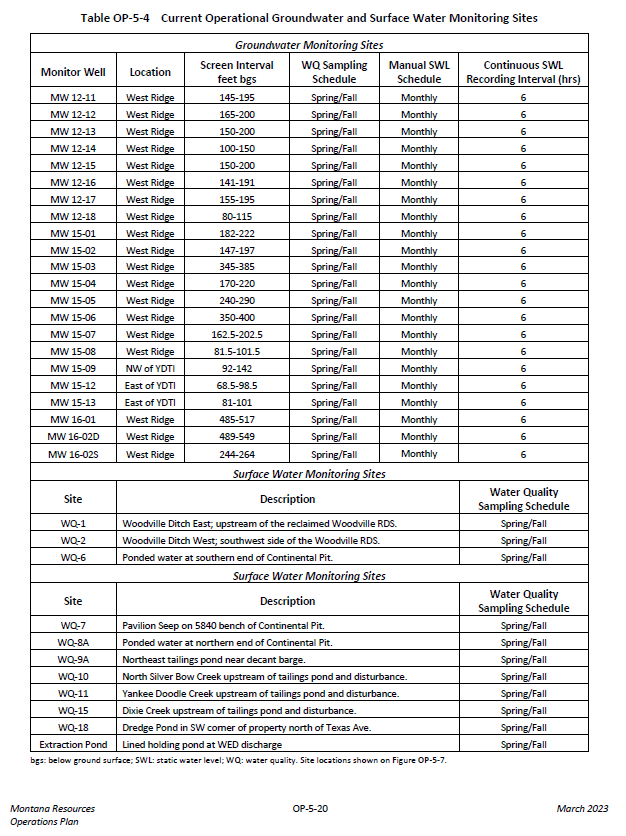 Table OP-5-4 Current Operational Groundwater and Surface Water Monitoring Sites
Groundwater Monitoring Sites
Monitor Well Location Screen Interval feet bgs WQ Sampling Schedule Manual SWL Schedule Continuous SWL Recording Interval (hrs)
MW 12-11 West Ridge 145-195 Spring/Fall Monthly 6
MW 12-12 West Ridge 165-200 Spring/Fall Monthly 6
MW 12-13 West Ridge 150-200 Spring/Fall Monthly 6
MW 12-14 West Ridge 100-150 Spring/Fall Monthly 6
MW 12-15 West Ridge 150-200 Spring/Fall Monthly 6
MW 12-16 West Ridge 141-191 Spring/Fall Monthly 6
MW 12-17 West Ridge 155-195 Spring/Fall Monthly 6
MW 12-18 West Ridge 80-115 Spring/Fall Monthly 6
MW 15-01 West Ridge 182-222 Spring/Fall Monthly 6
MW 15-02 West Ridge 147-197 Spring/Fall Monthly 6
MW 15-03 West Ridge 345-385 Spring/Fall Monthly 6
MW 15-04 West Ridge 170-220 Spring/Fall Monthly 6
MW 15-05 West Ridge 240-290 Spring/Fall Monthly 6
MW 15-06 West Ridge 350-400 Spring/Fall Monthly 6
MW 15-07 West Ridge 162.5-202.5 Spring/Fall Monthly 6
MW 15-08 West Ridge 81.5-101.5 Spring/Fall Monthly 6
MW 15-09 NW of YDTI 92-142 Spring/Fall Monthly 6
MW 15-12 East of YDTI 68.5-98.5 Spring/Fall Monthly 6
MW 15-13 East of YDTI 81-101 Spring/Fall Monthly 6
MW 16-01 West Ridge 485-517 Spring/Fall Monthly 6
MW 16-02D West Ridge 489-549 Spring/Fall Monthly 6
MW 16-02S West Ridge 244-264 Spring/Fall Monthly 6
Surface Water Monitoring Sites
Site Description Water Quality Sampling Schedule
WQ-1 Woodville Ditch East; upstream of the reclaimed Woodville RDS. Spring/Fall
WQ-2 Woodville Ditch West; southwest side of the Woodville RDS. Spring/Fall
WQ-6 Ponded water at southern end of Continental Pit. Spring/Fall
Surface Water Monitoring Sites
Site Description Water Quality Sampling Schedule
WQ-7 Pavilion Seep on 5840 bench of Continental Pit. Spring/Fall
WQ-8A Ponded water at northern end of Continental Pit. Spring/Fall
WQ-9A Northeast tailings pond near decant barge. Spring/Fall
WQ-10 North Silver Bow Creek upstream of tailings pond and disturbance. Spring/Fall
WQ-11 Yankee Doodle Creek upstream of tailings pond and disturbance. Spring/Fall
WQ-15 Dixie Creek upstream of tailings pond and disturbance. Spring/Fall
WQ-18 Dredge Pond in SW corner of property north of Texas Ave. Spring/Fall
Extraction Pond Lined holding pond at WED discharge Spring/Fall
bgs: below ground surface; SWL: static water level; WQ: water quality. Site locations shown on Figure OP-5-7.
Montana Resources OP-5-20 March 2023
Operations Plan